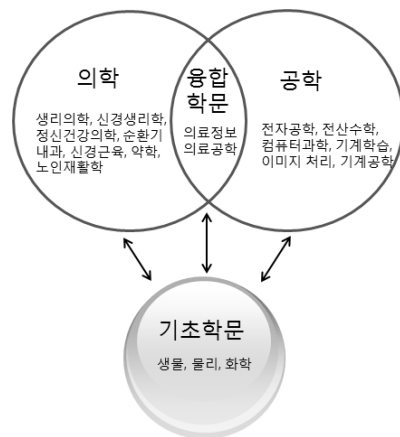 의학
생리의학, 신경생리학,
정신건강의학, 순환기
내과, 신경근육, 약학,
노인재활학
융합
학문
의료정보
의료공학
공학
전자공학, 전산수학,
컴퓨터과학, 기계학습,
이미지 처리, 기계공학
기초학문
생물, 물리, 화학